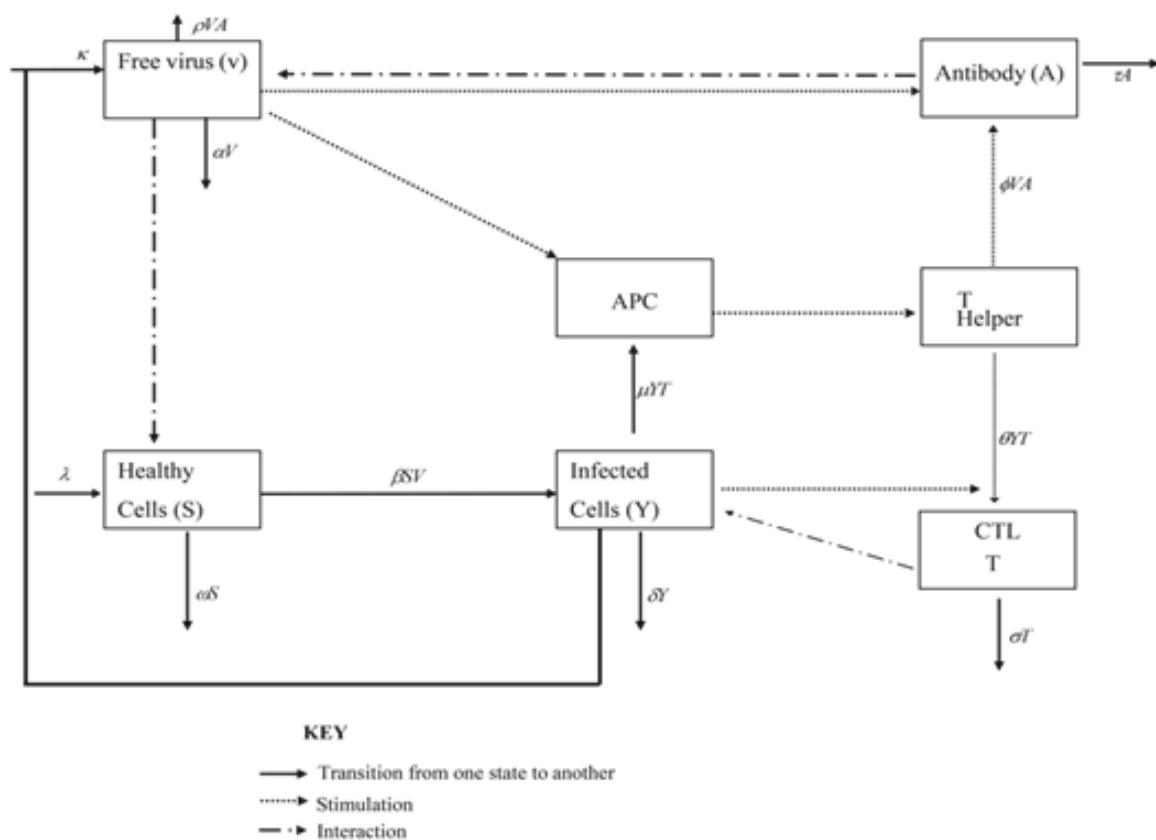 ρVA
κ
Free virus (v)
Antibody (A)
τA
αV
ϕVA
APC
T
Helper
μYT
θYT
λ
Healthy
Cells (S)
βSV
Infected
Cells (Y)
CTL
T
ωS
δY
σT
KEY
Transition from one state to another
Stimulation
Interaction